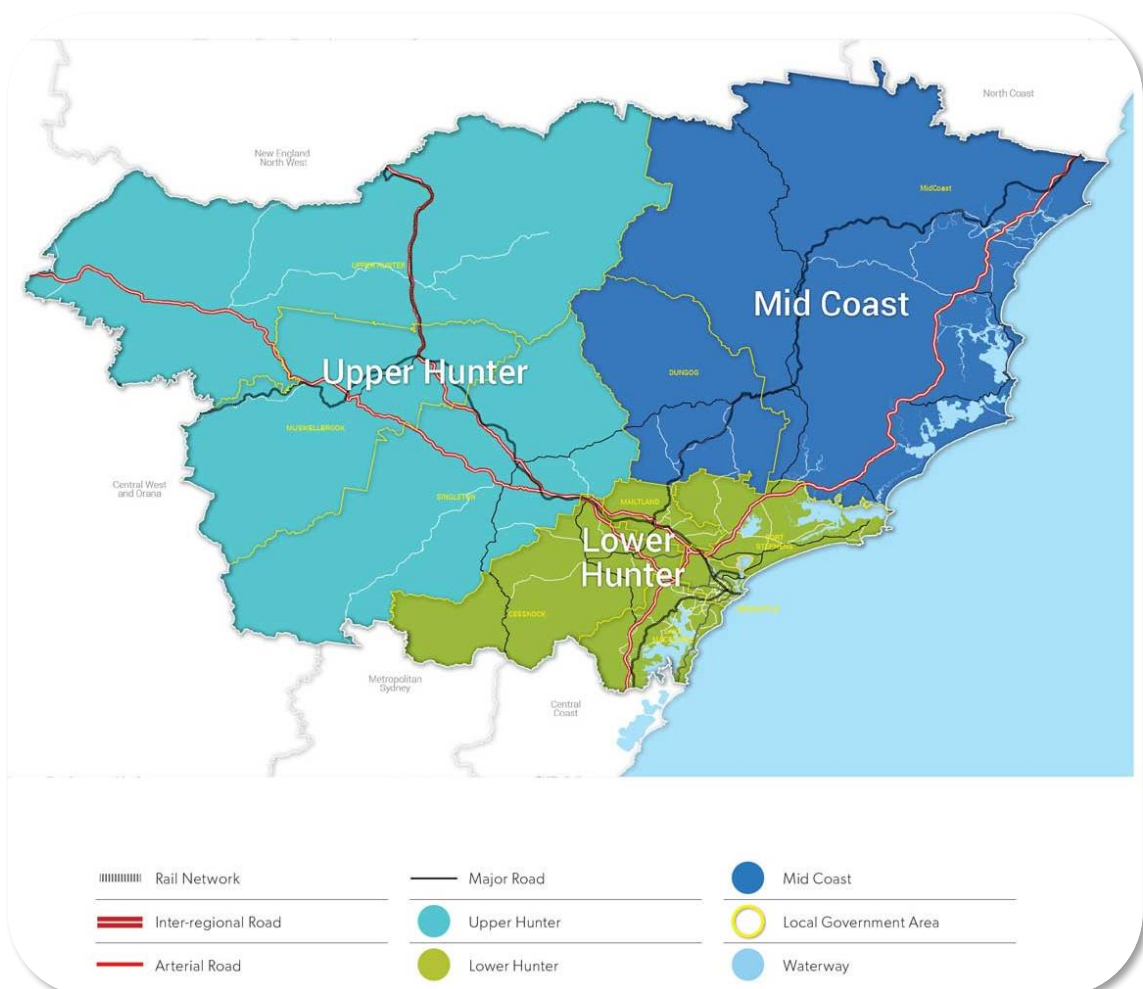 North Coast
New England
North West
MidCoast
UPPER HUNTER
Mid Coast
Upper Hunter
DUNGOG
MUSWELLBROOK
Central West
and Orana
SINGLETON
MAITLAND
Lower
Hunter
PORT
STEPHENS
CESSNOCK
Metropolitan
Sydney
Central
Coast
Rail Network
Major Road
Mid Coast
Inter-regional Road
Upper Hunter
Local Government Area
Arterial Road
Lower Hunter
Waterway